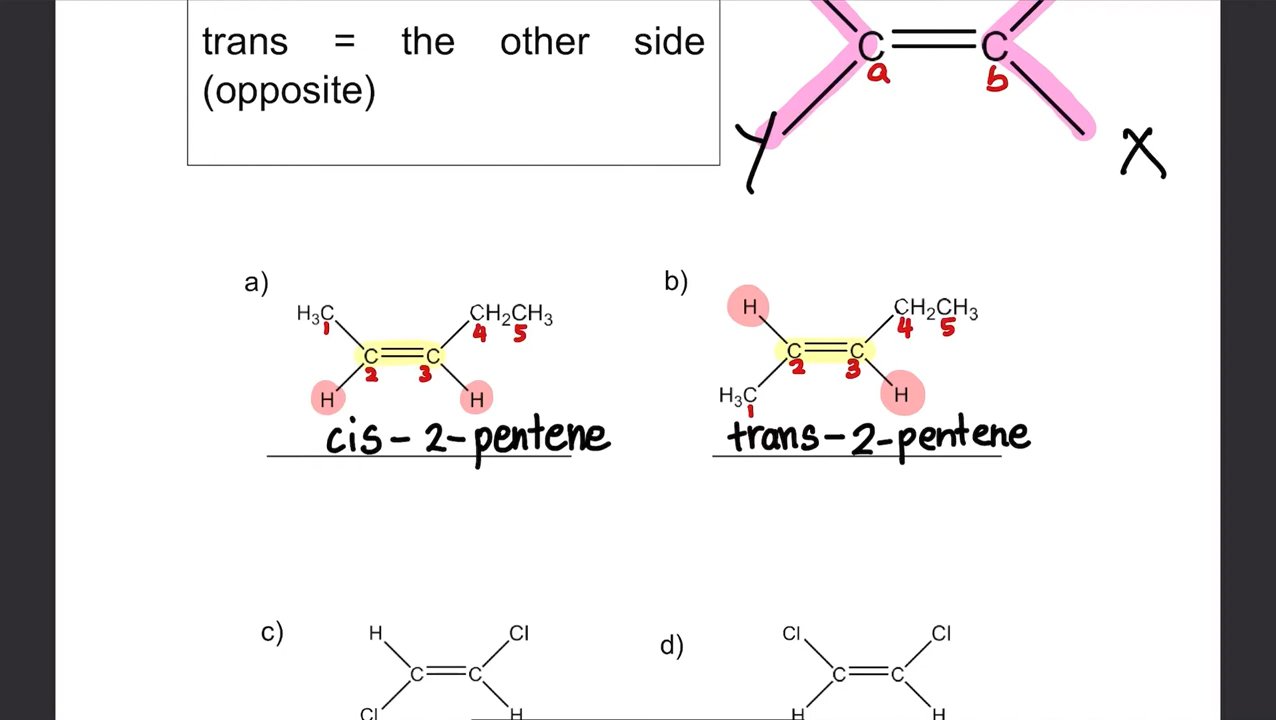 trans = the other side
(opposite)
C C
a b
Y X
a)
H₃C CH₂CH₃
1 4 5
C C
2 3
H H
cis- 2-pentene
b)
H CH₂CH₃
4 5
C C
2 3
H₃C H
1
trans-2-pentene
c)
H Cl
C C
Cl H
d)
Cl Cl
C C
H H